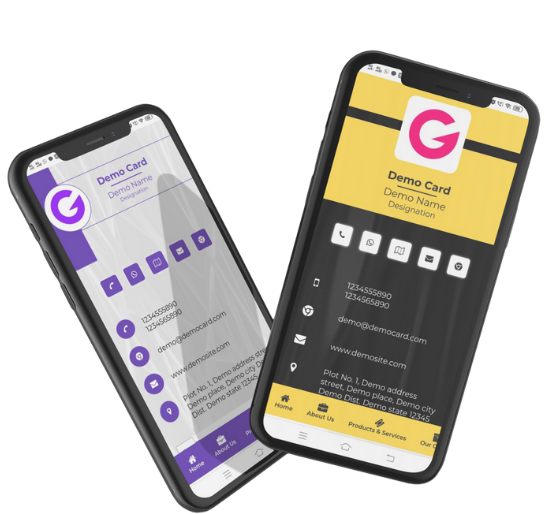 Demo Card
Demo Name
Designation
1234555890
1234565890
demo@democard.com
www.demosite.com
Plot No. 1, Demo address
street, Demo place, Demo city
Demo Dist. Demo state 12345
Home
About Us
Demo Card
Demo Name
Designation
1234555890
1234565890
demo@democard.com
www.demosite.com
Plot No. 1, Demo address
street, Demo place, Demo city
Demo Dist. Demo state 12345
Home
About Us
Products & Services
Our